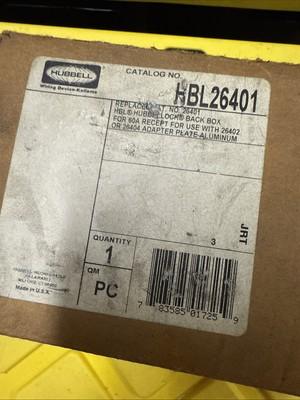 HUBBELL
Wiring Device-Kellems
CATALOG NO.
HBL26401
REPLACES CAT. NO. 26401
HBL® HUBBELLOCK® BACK BOX
FOR 60A RECEPT FOR USE WITH 26402
OR 26404 ADAPTER PLATE-ALUMINUM
JRT
3
QUANTITY
1
QM
PC
Made in U.S.A.
7 83585 01725 9